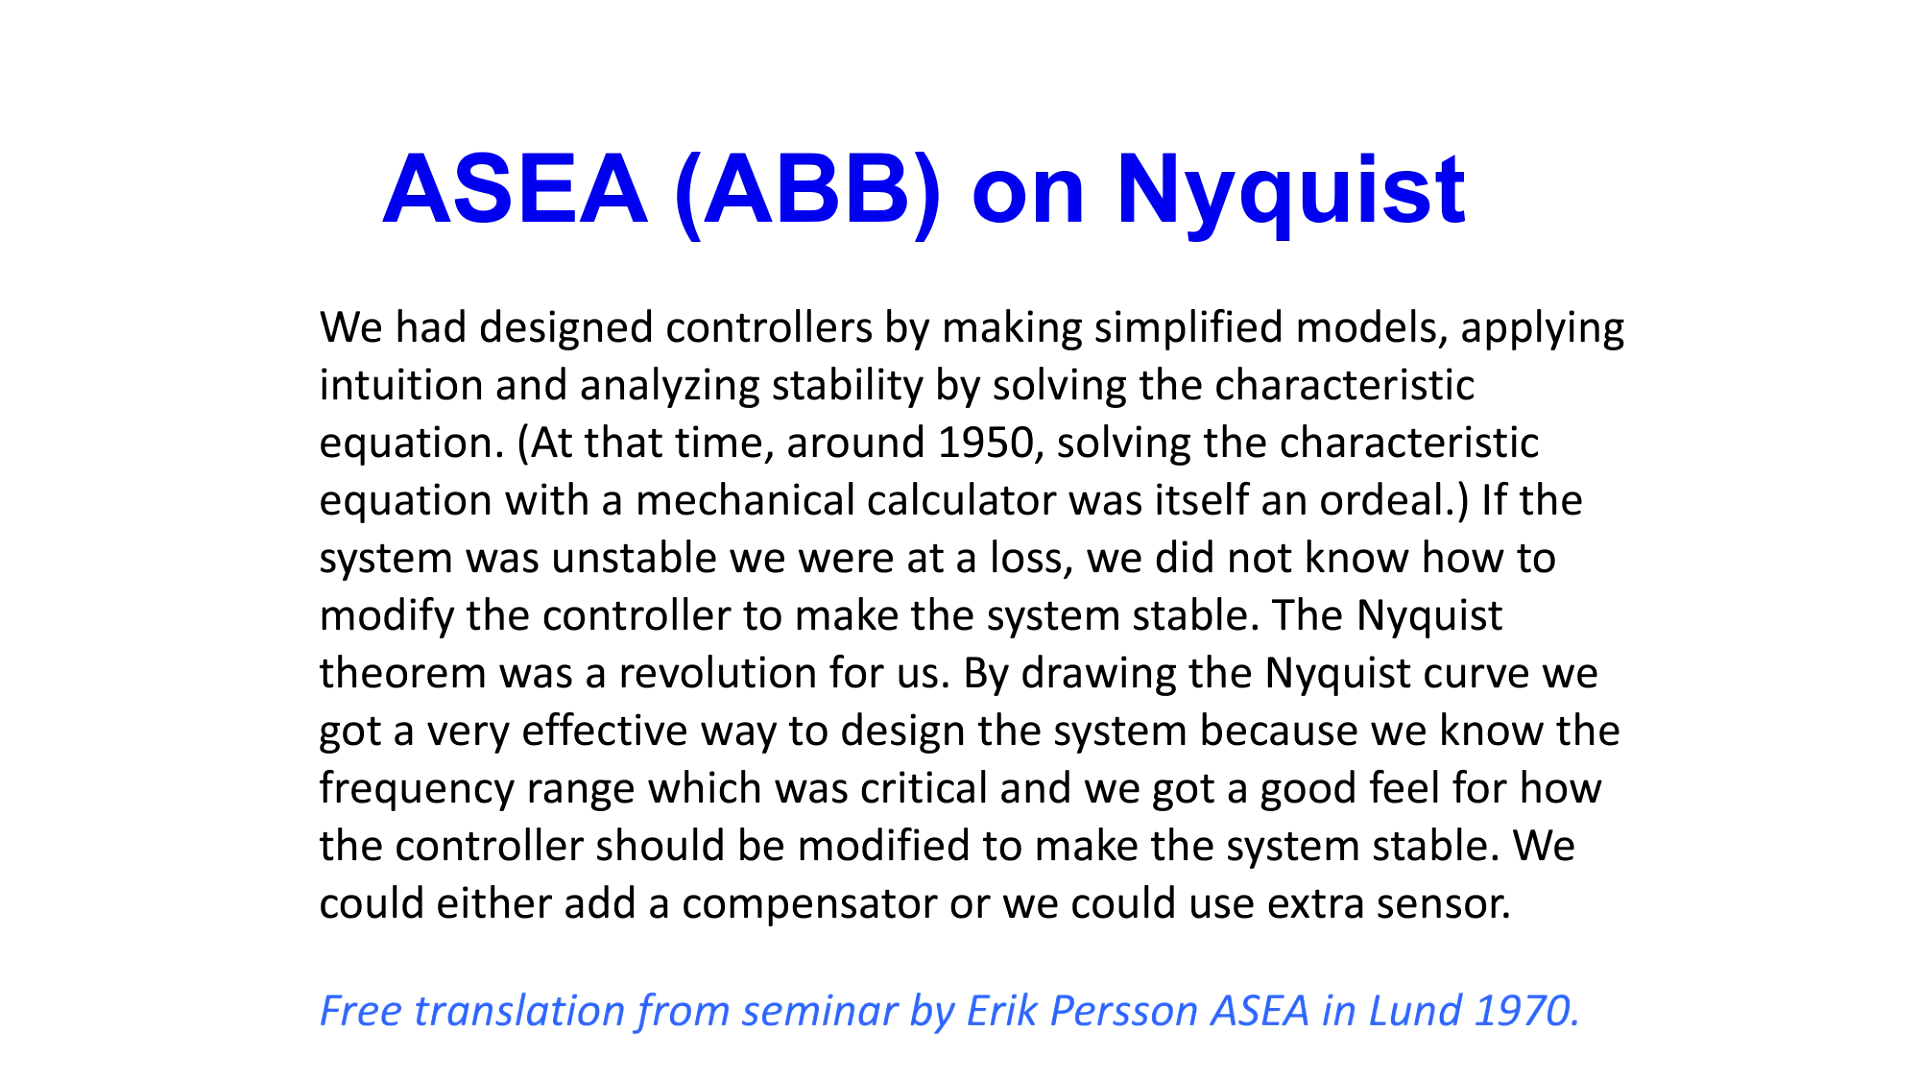 ASEA (ABB) on Nyquist
We had designed controllers by making simplified models, applying
intuition and analyzing stability by solving the characteristic
equation. (At that time, around 1950, solving the characteristic
equation with a mechanical calculator was itself an ordeal.) If the
system was unstable we were at a loss, we did not know how to
modify the controller to make the system stable. The Nyquist
theorem was a revolution for us. By drawing the Nyquist curve we
got a very effective way to design the system because we know the
frequency range which was critical and we got a good feel for how
the controller should be modified to make the system stable. We
could either add a compensator or we could use extra sensor.
Free translation from seminar by Erik Persson ASEA in Lund 1970.